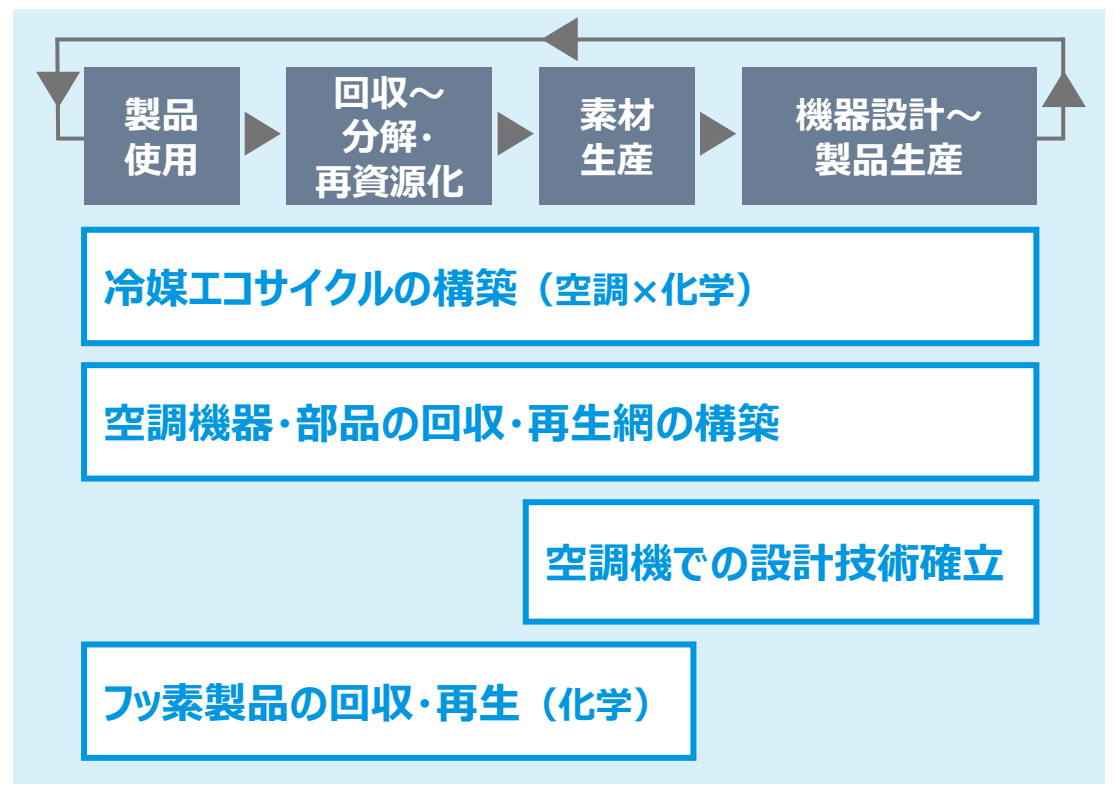 製品
使用
回収～
分解・
再資源化
素材
生産
機器設計～
製品生産
冷媒エコサイクルの構築（空調×化学）
空調機器・部品の回収・再生網の構築
空調機での設計技術確立
フッ素製品の回収・再生（化学）